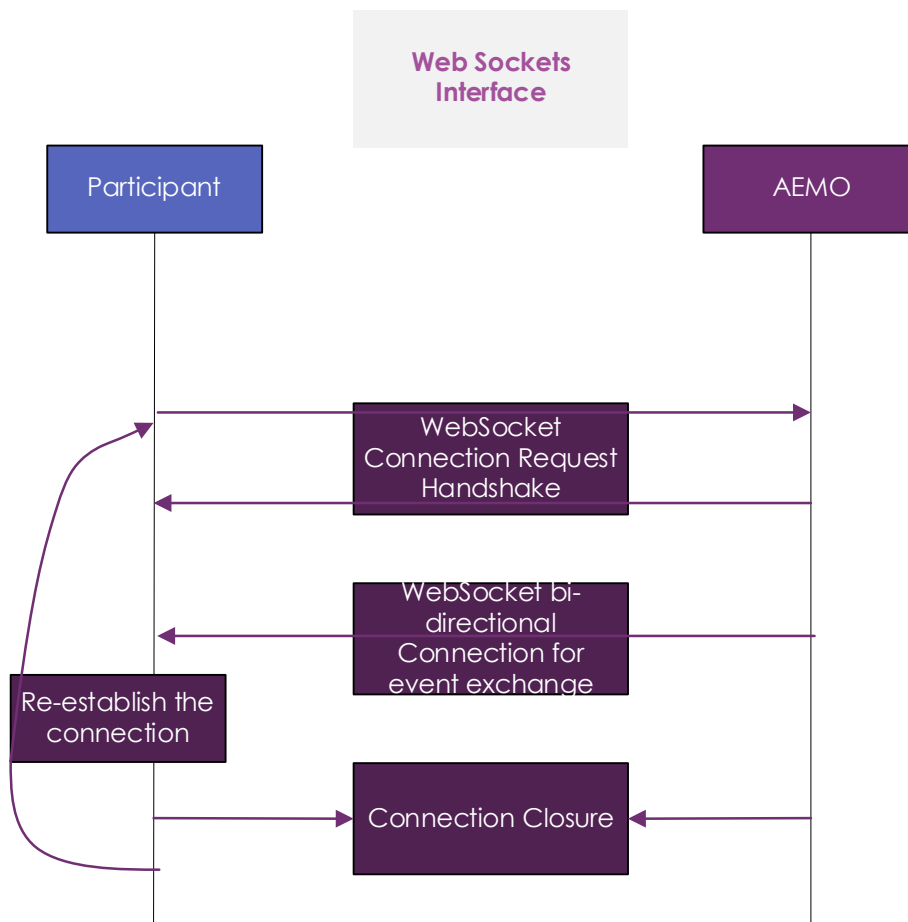 Web Sockets
Interface
Participant
AEMO
WebSocket
Connection Request
Handshake
WebSocket bi-
directional
Connection for
event exchange
Re-establish the
connection
Connection Closure